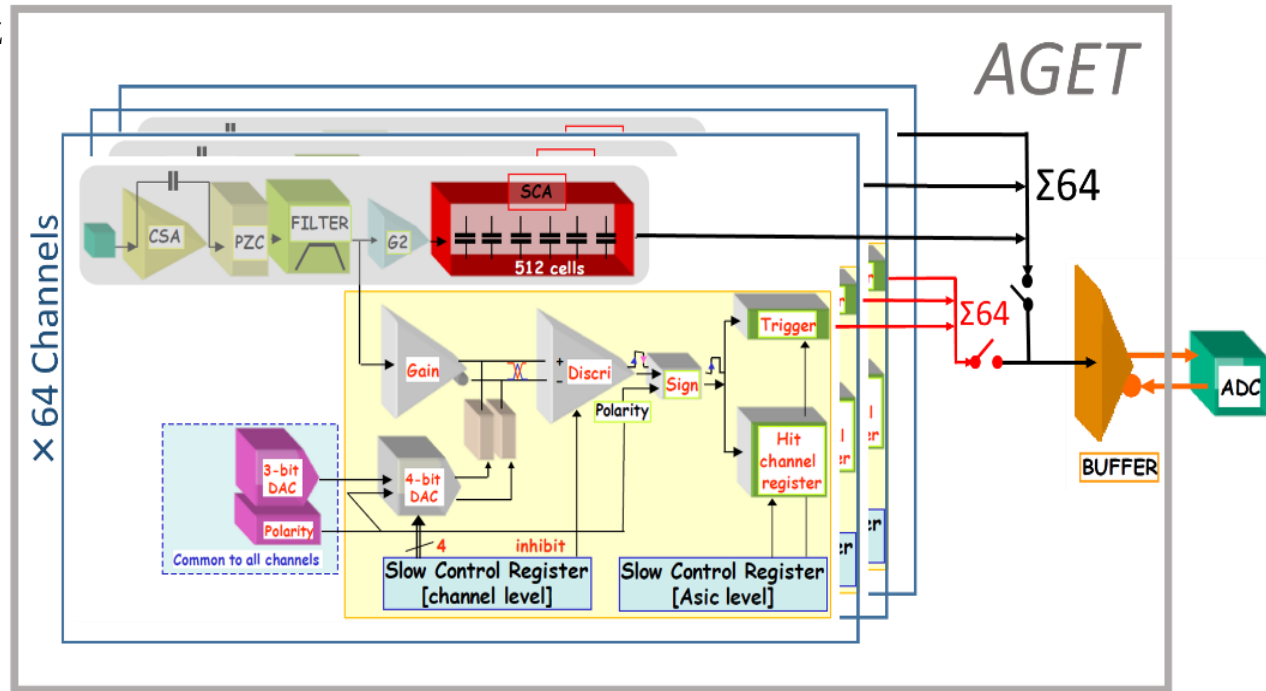 AGET
× 64 Channels
CSA
PZC
FILTER
G2
SCA
512 cells
Σ64
Σ64
Gain
+
−
Discri
Sign
Trigger
Polarity
Hit
channel
register
3-bit
DAC
Polarity
Common to all channels
4-bit
DAC
4
inhibit
Slow Control Register
[channel level]
Slow Control Register
[Asic level]
BUFFER
ADC